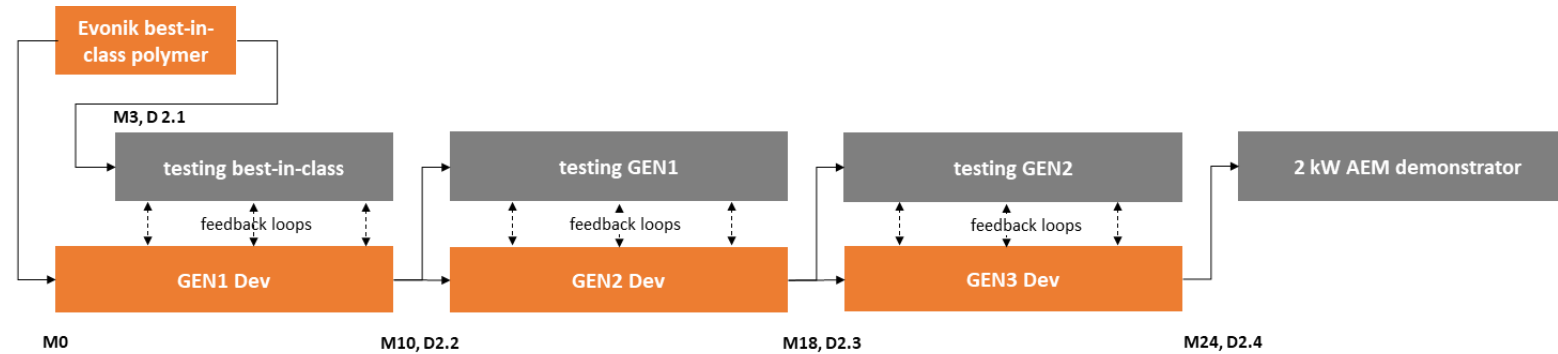 Evonik best-in-
class polymer
M3, D 2.1
testing best-in-class
testing GEN1
testing GEN2
2 kW AEM demonstrator
feedback loops
feedback loops
feedback loops
GEN1 Dev
GEN2 Dev
GEN3 Dev
M0
M10, D2.2
M18, D2.3
M24, D2.4